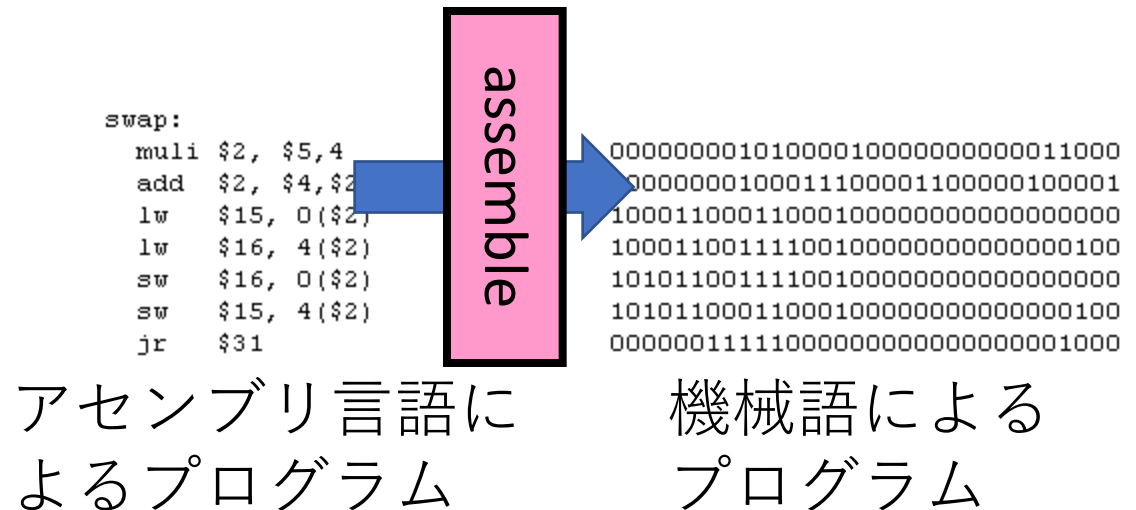 swap:
muli $2, $5,4
add $2, $4,$2
lw $15, 0($2)
lw $16, 4($2)
sw $16, 0($2)
sw $15, 4($2)
jr $31
assemble
00000000101000010000000000011000
0000000100011100001100000100001
10001100011000100000000000000000
10001100111100100000000000000100
10101100111100100000000000000000
10101100011000100000000000000100
00000011111000000000000000001000
アセンブリ言語に
よるプログラム
機械語による
プログラム